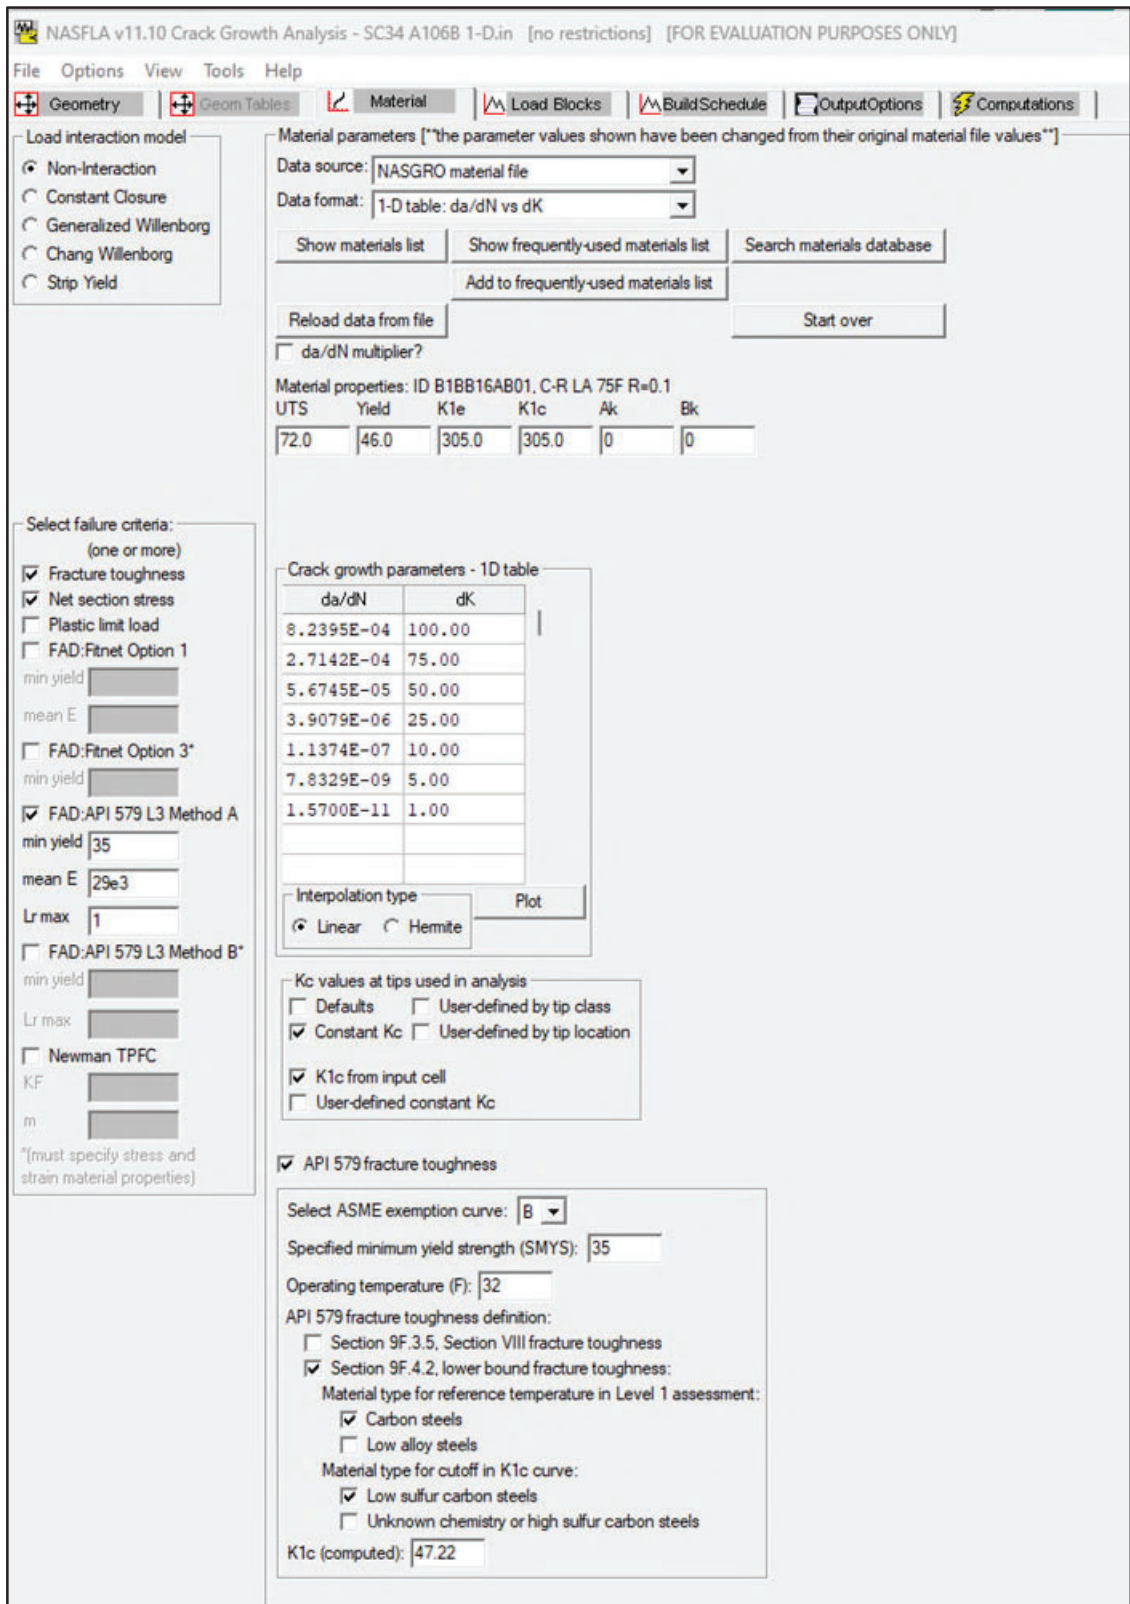 NASFLA v11.10 Crack Growth Analysis - SC34 A106B 1-D.in [no restrictions] [FOR EVALUATION PURPOSES ONLY]
File Options View Tools Help
Geometry Geom Tables Material Load Blocks Build Schedule Output Options Computations
Load interaction model
Non-Interaction
Constant Closure
Generalized Willenborg
Chang Willenborg
Strip Yield
Material parameters [**the parameter values shown have been changed from their original material file values**]
Data source: NASGRO material file
Data format: 1-D table: da/dN vs dK
Show materials list Show frequently-used materials list Search materials database
Add to frequently-used materials list
Reload data from file Start over
da/dN multiplier?
Material properties: ID B1BB16AB01, C-R LA 75F R=0.1
UTS Yield K1e K1c Ak Bk
72.0 46.0 305.0 305.0 0 0
Select failure criteria:
(one or more)
Fracture toughness
Net section stress
Plastic limit load
FAD:Fitnet Option 1
min yield
mean E
FAD:Fitnet Option 3*
min yield
FAD:API 579 L3 Method A
min yield 35
mean E 29e3
Lr max 1
FAD:API 579 L3 Method B*
min yield
Lr max
Newman TPFC
KF
m
*(must specify stress and
strain material properties)
Crack growth parameters - 1D table
da/dN dK
8.2395E-04 100.00
2.7142E-04 75.00
5.6745E-05 50.00
3.9079E-06 25.00
1.1374E-07 10.00
7.8329E-09 5.00
1.5700E-11 1.00
Interpolation type Plot
Linear Hermite
Kc values at tips used in analysis
Defaults User-defined by tip class
Constant Kc User-defined by tip location
K1c from input cell
User-defined constant Kc
API 579 fracture toughness
Select ASME exemption curve: B
Specified minimum yield strength (SMYS): 35
Operating temperature (F): 32
API 579 fracture toughness definition:
Section 9F.3.5, Section VIII fracture toughness
Section 9F.4.2, lower bound fracture toughness:
Material type for reference temperature in Level 1 assessment:
Carbon steels
Low alloy steels
Material type for cutoff in K1c curve:
Low sulfur carbon steels
Unknown chemistry or high sulfur carbon steels
K1c (computed): 47.22